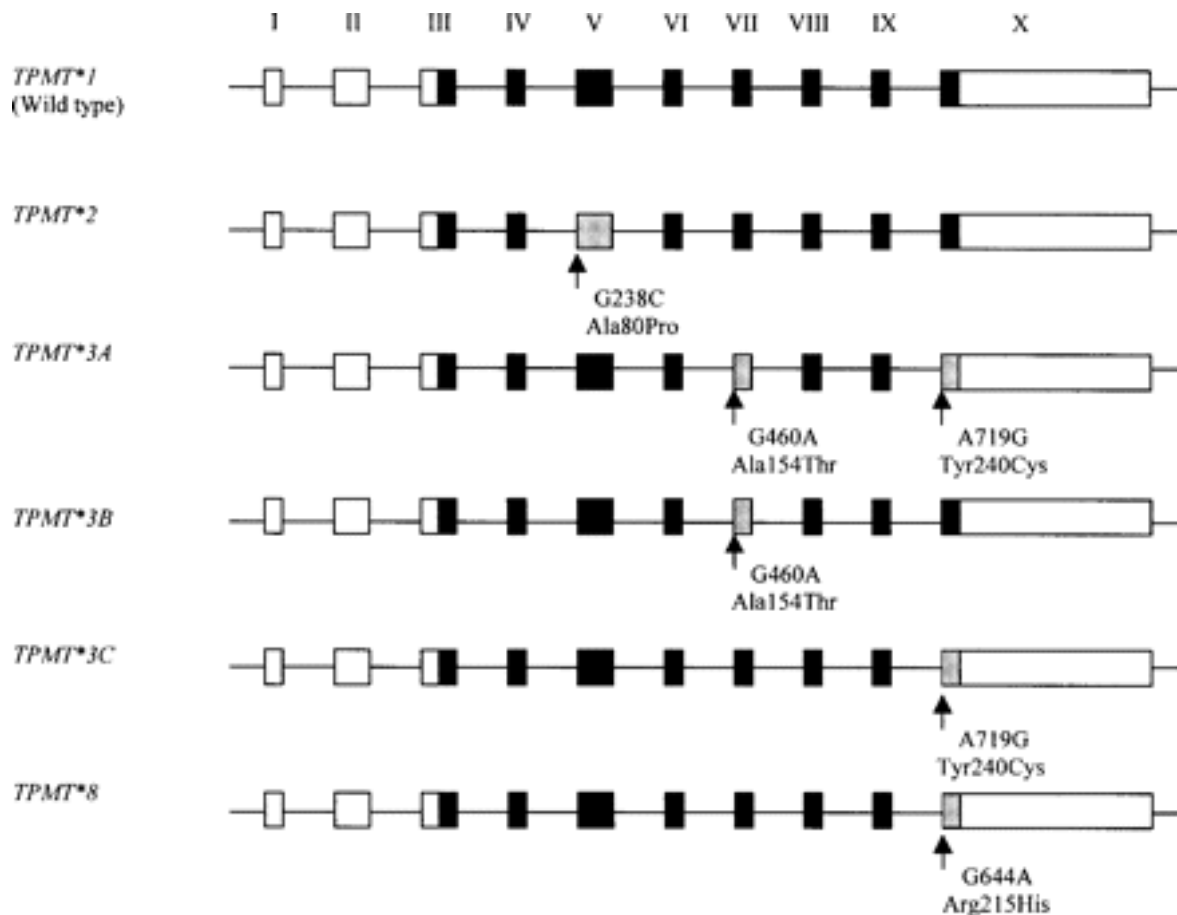 I II III IV V VI VII VIII IX X
TPMT*1
(Wild type)
TPMT*2
G238C
Ala80Pro
TPMT*3A
G460A A719G
Ala154Thr Tyr240Cys
TPMT*3B
G460A
Ala154Thr
TPMT*3C
A719G
Tyr240Cys
TPMT*8
G644A
Arg215His